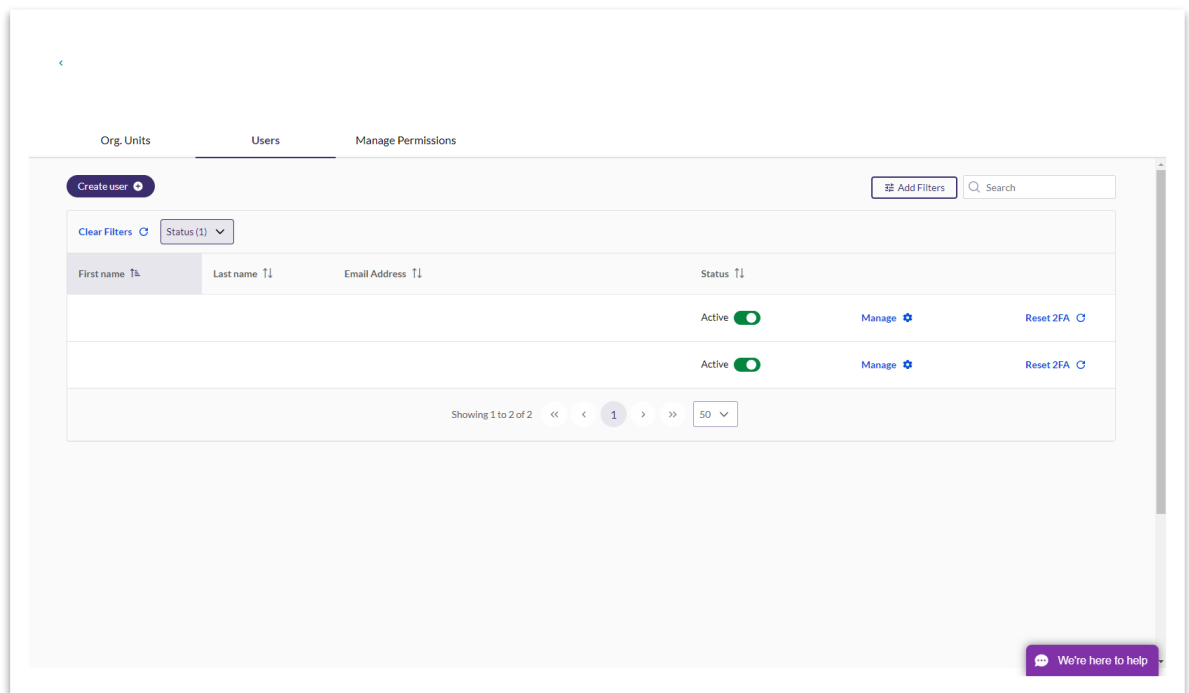 Org. Units Users Manage Permissions
Create user Add Filters Search
Clear Filters Status (1)
First name Last name Email Address Status
Active Manage Reset 2FA
Active Manage Reset 2FA
Showing 1 to 2 of 2 « ‹ 1 › » 50
We're here to help